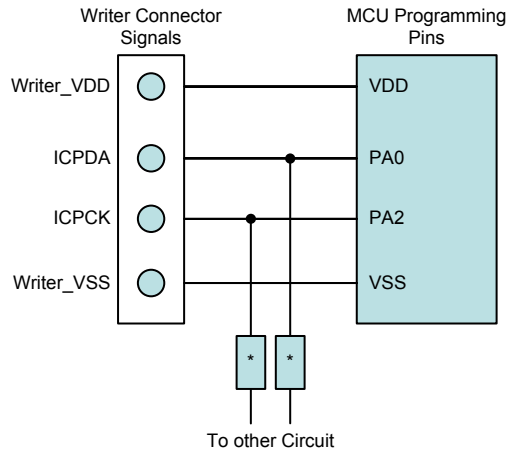 Writer Connector
Signals
MCU Programming
Pins
Writer_VDD
VDD
ICPDA
PA0
ICPCK
PA2
Writer_VSS
VSS
*
*
To other Circuit